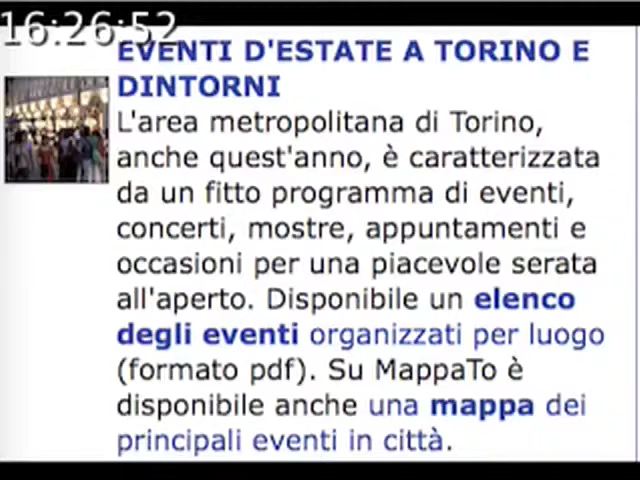 16:26:52
EVENTI D'ESTATE A TORINO E
DINTORNI
L'area metropolitana di Torino,
anche quest'anno, è caratterizzata
da un fitto programma di eventi,
concerti, mostre, appuntamenti e
occasioni per una piacevole serata
all'aperto. Disponibile un elenco
degli eventi organizzati per luogo
(formato pdf). Su MappaTo è
disponibile anche una mappa dei
principali eventi in città.